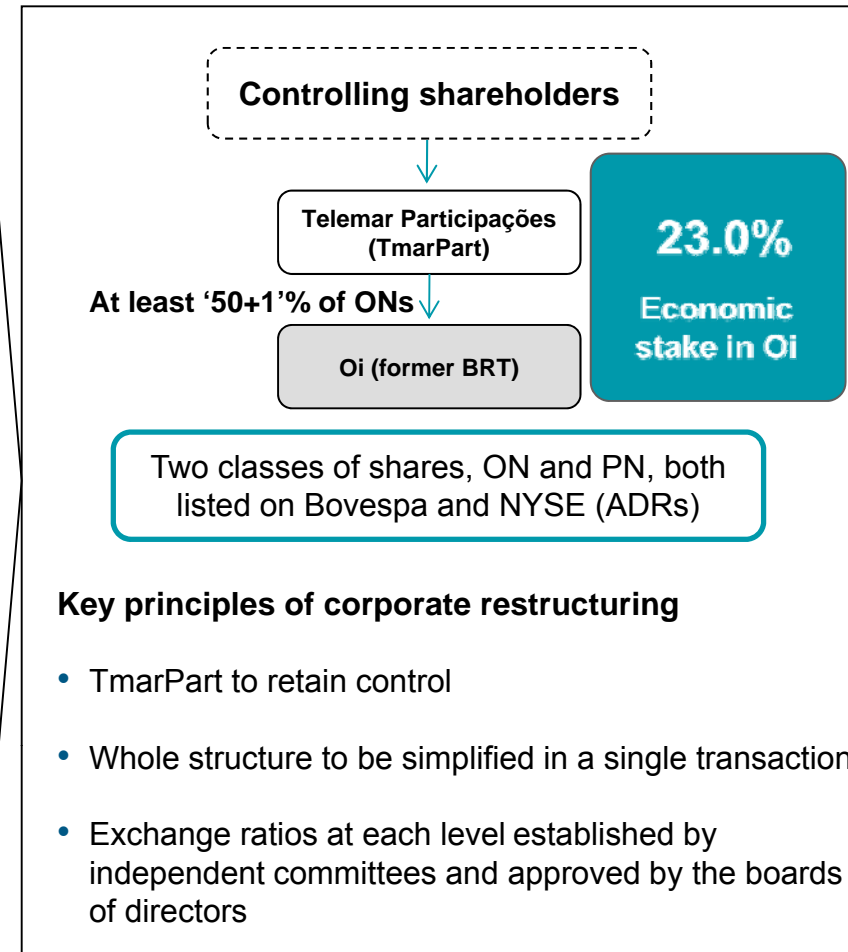 Controlling shareholders
Telemar Participações
(TmarPart)
23.0%
Economic
stake in Oi
At least ‘50+1’% of ONs
Oi (former BRT)
Two classes of shares, ON and PN, both
listed on Bovespa and NYSE (ADRs)
Key principles of corporate restructuring
• TmarPart to retain control
• Whole structure to be simplified in a single transaction
• Exchange ratios at each level established by
independent committees and approved by the boards
of directors